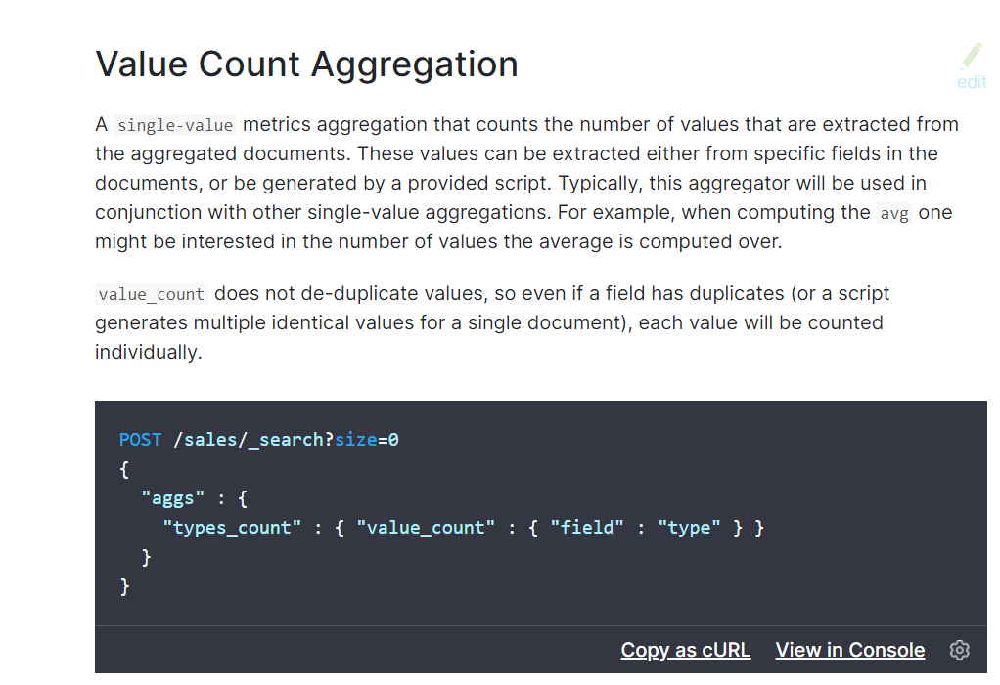 Value Count Aggregation
edit
A single-value metrics aggregation that counts the number of values that are extracted from
the aggregated documents. These values can be extracted either from specific fields in the
documents, or be generated by a provided script. Typically, this aggregator will be used in
conjunction with other single-value aggregations. For example, when computing the avg one
might be interested in the number of values the average is computed over.
value_count does not de-duplicate values, so even if a field has duplicates (or a script
generates multiple identical values for a single document), each value will be counted
individually.
POST /sales/_search?size=0
{
  "aggs" : {
    "types_count" : { "value_count" : { "field" : "type" } }
  }
}
Copy as cURL View in Console